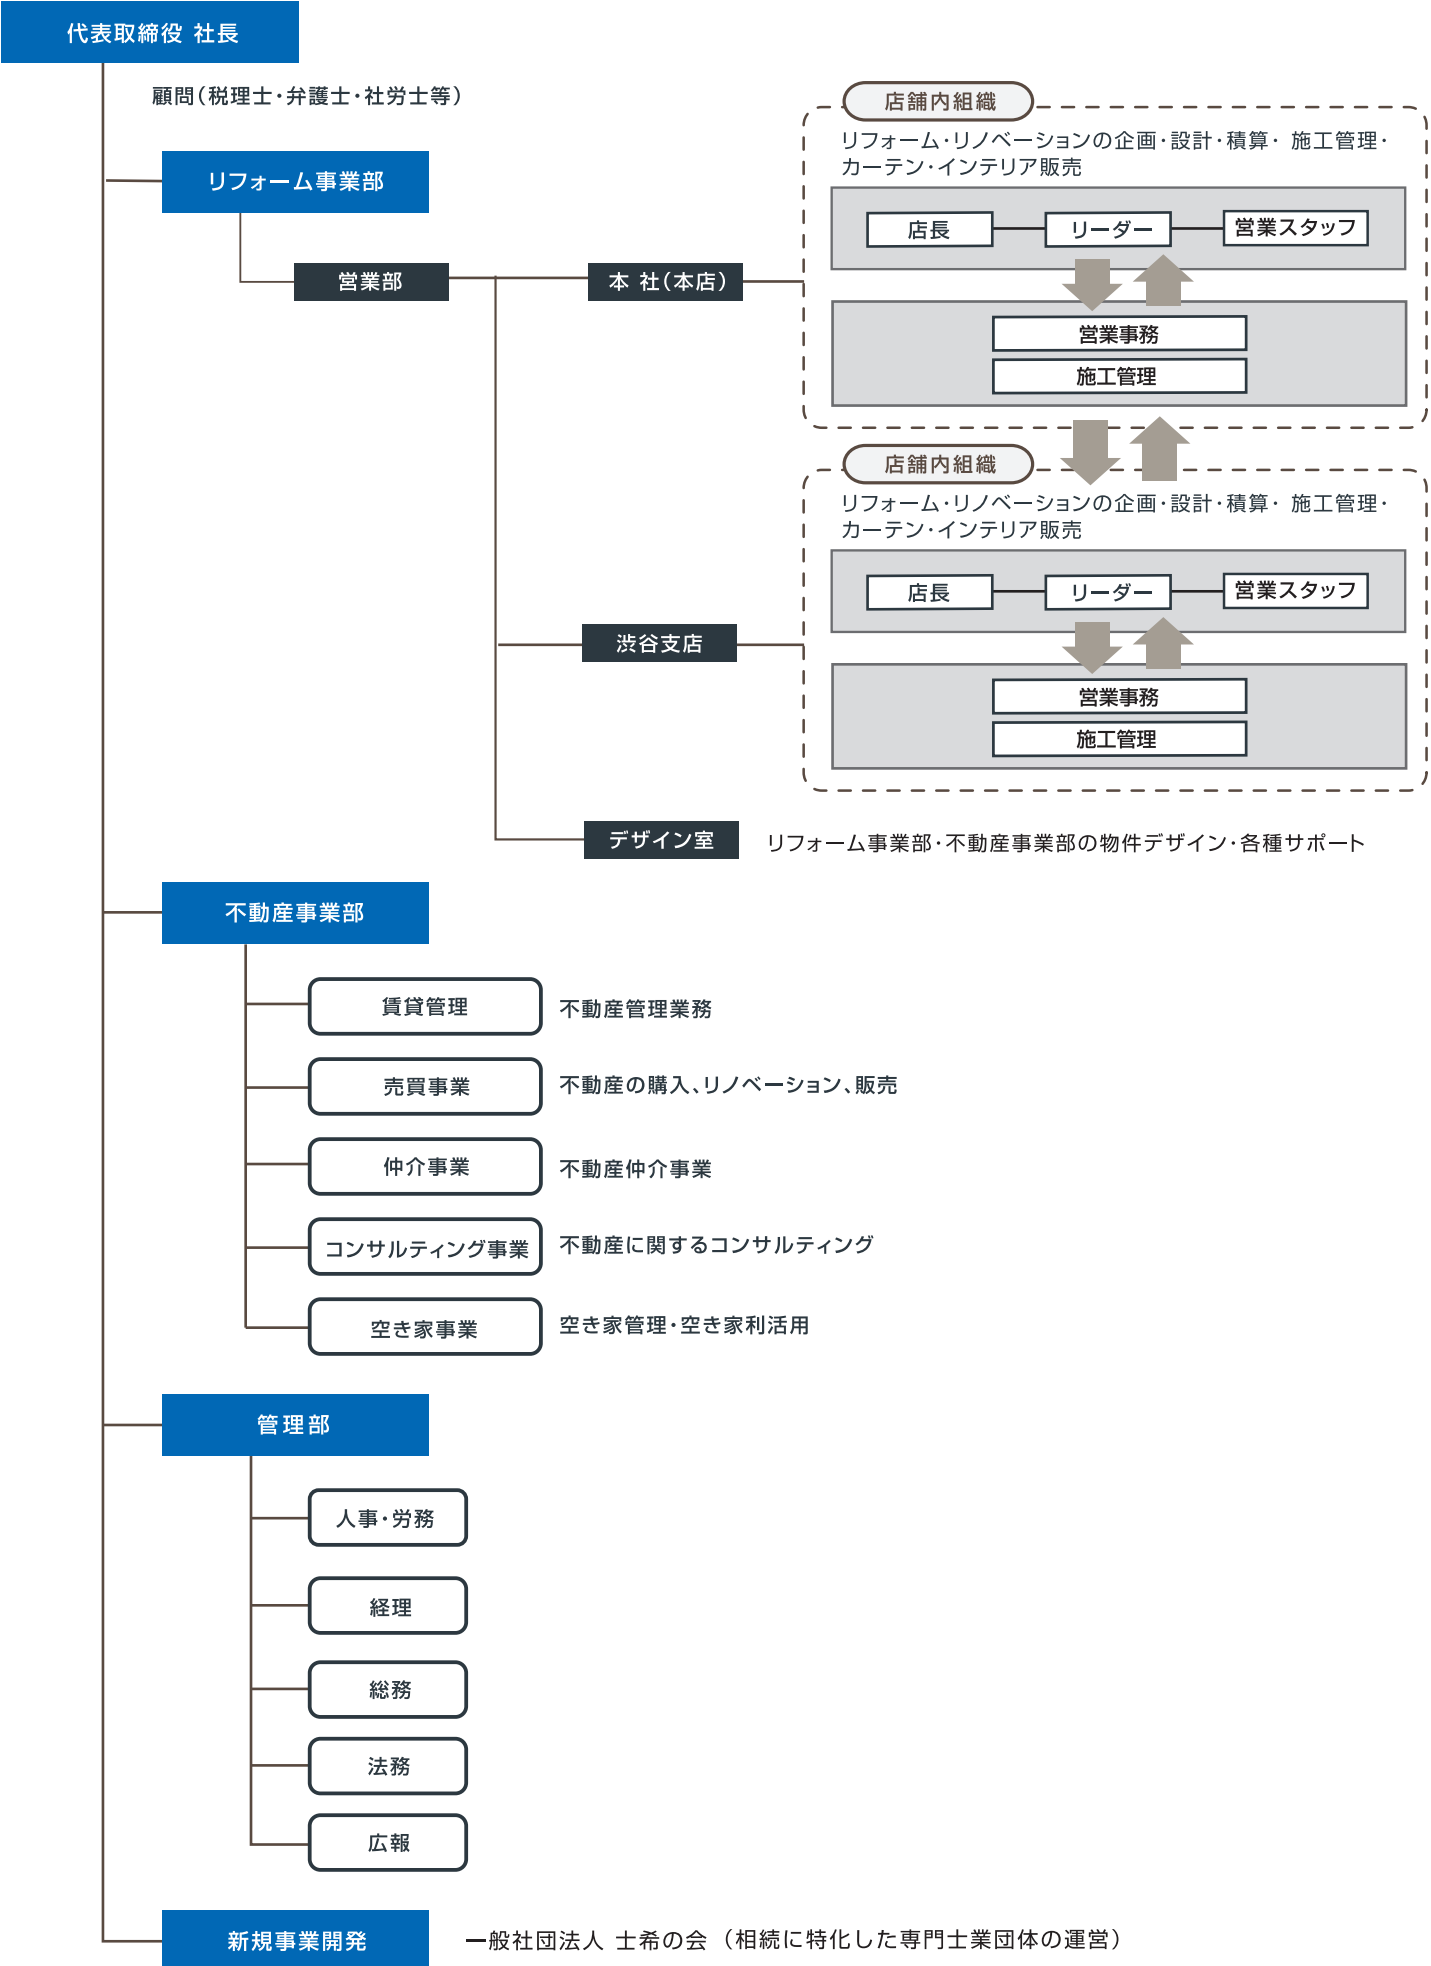 代表取締役 社長
顧問(税理士・弁護士・社労士等)
リフォーム事業部
営業部
本 社(本店)
店舗内組織
リフォーム・リノベーションの企画・設計・積算・ 施工管理・
カーテン・インテリア販売
店長
リーダー
営業スタッフ
営業事務
施工管理
店舗内組織
リフォーム・リノベーションの企画・設計・積算・ 施工管理・
カーテン・インテリア販売
店長
リーダー
営業スタッフ
渋谷支店
営業事務
施工管理
デザイン室
リフォーム事業部・不動産事業部の物件デザイン・各種サポート
不動産事業部
賃貸管理
不動産管理業務
売買事業
不動産の購入、リノベーション、販売
仲介事業
不動産仲介事業
コンサルティング事業
不動産に関するコンサルティング
空き家事業
空き家管理・空き家利活用
管理部
人事・労務
経理
総務
法務
広報
新規事業開発
一般社団法人 士希の会(相続に特化した専門士業団体の運営)